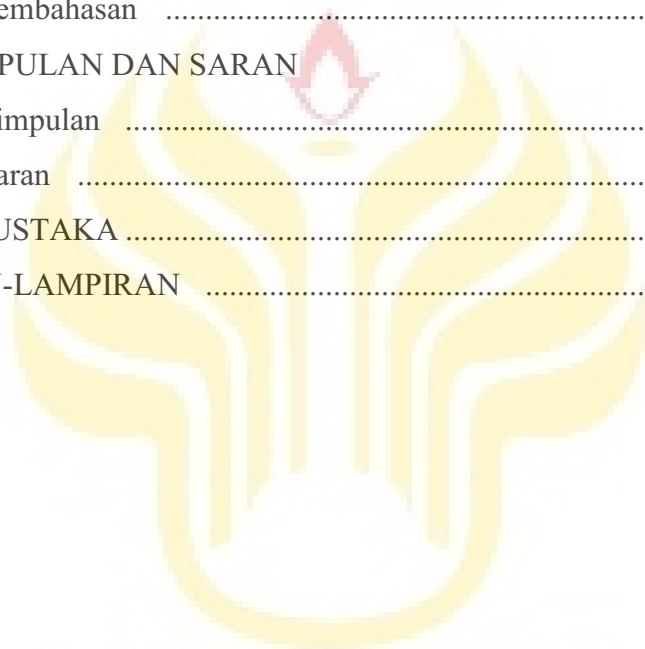 embahasan ........................................................................
PULAN DAN SARAN
impulan ........................................................................
aran ........................................................................
USTAKA ........................................................................
-LAMPIRAN ........................................................................